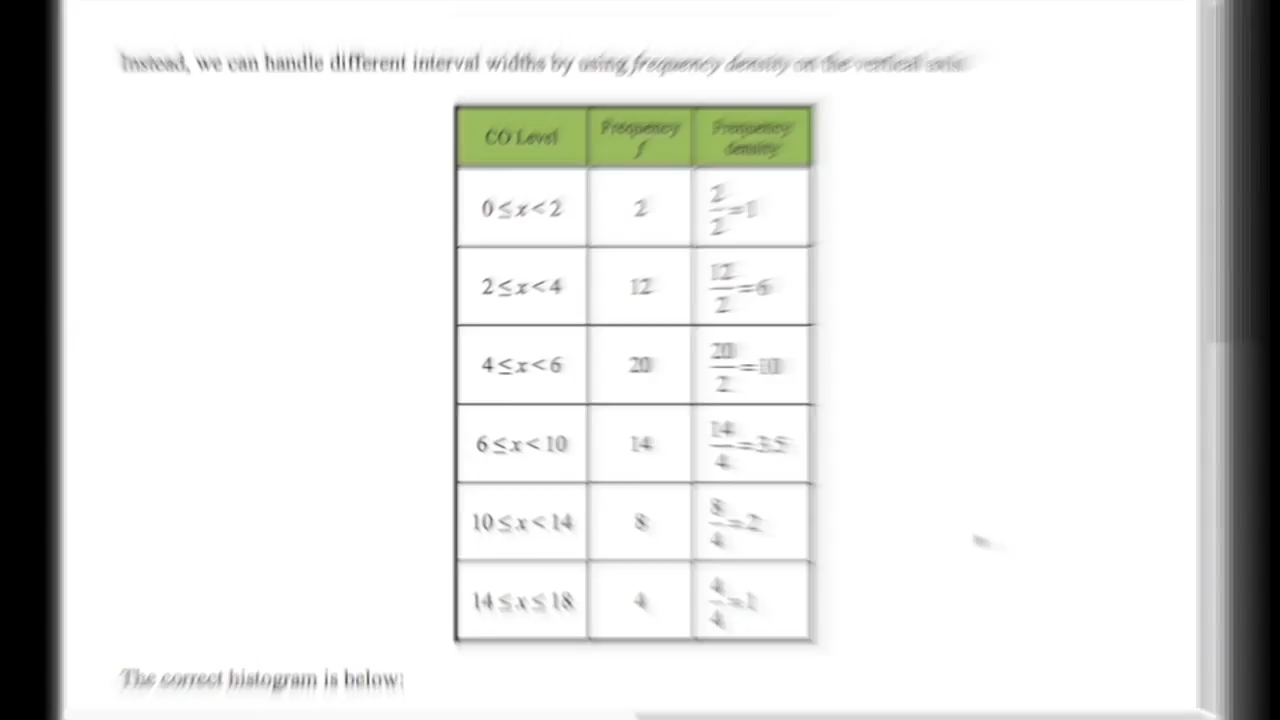 Instead, we can handle different interval widths by using frequency density on the vertical axis.
CO Level Frequency f Frequency density
0≤x<2 2 2/2=1
2≤x<4 12 12/2=6
4≤x<6 20 20/2=10
6≤x<10 14 14/4=3.5
10≤x<14 8 8/4=2
14≤x≤18 4 4/4=1
The correct histogram is below: